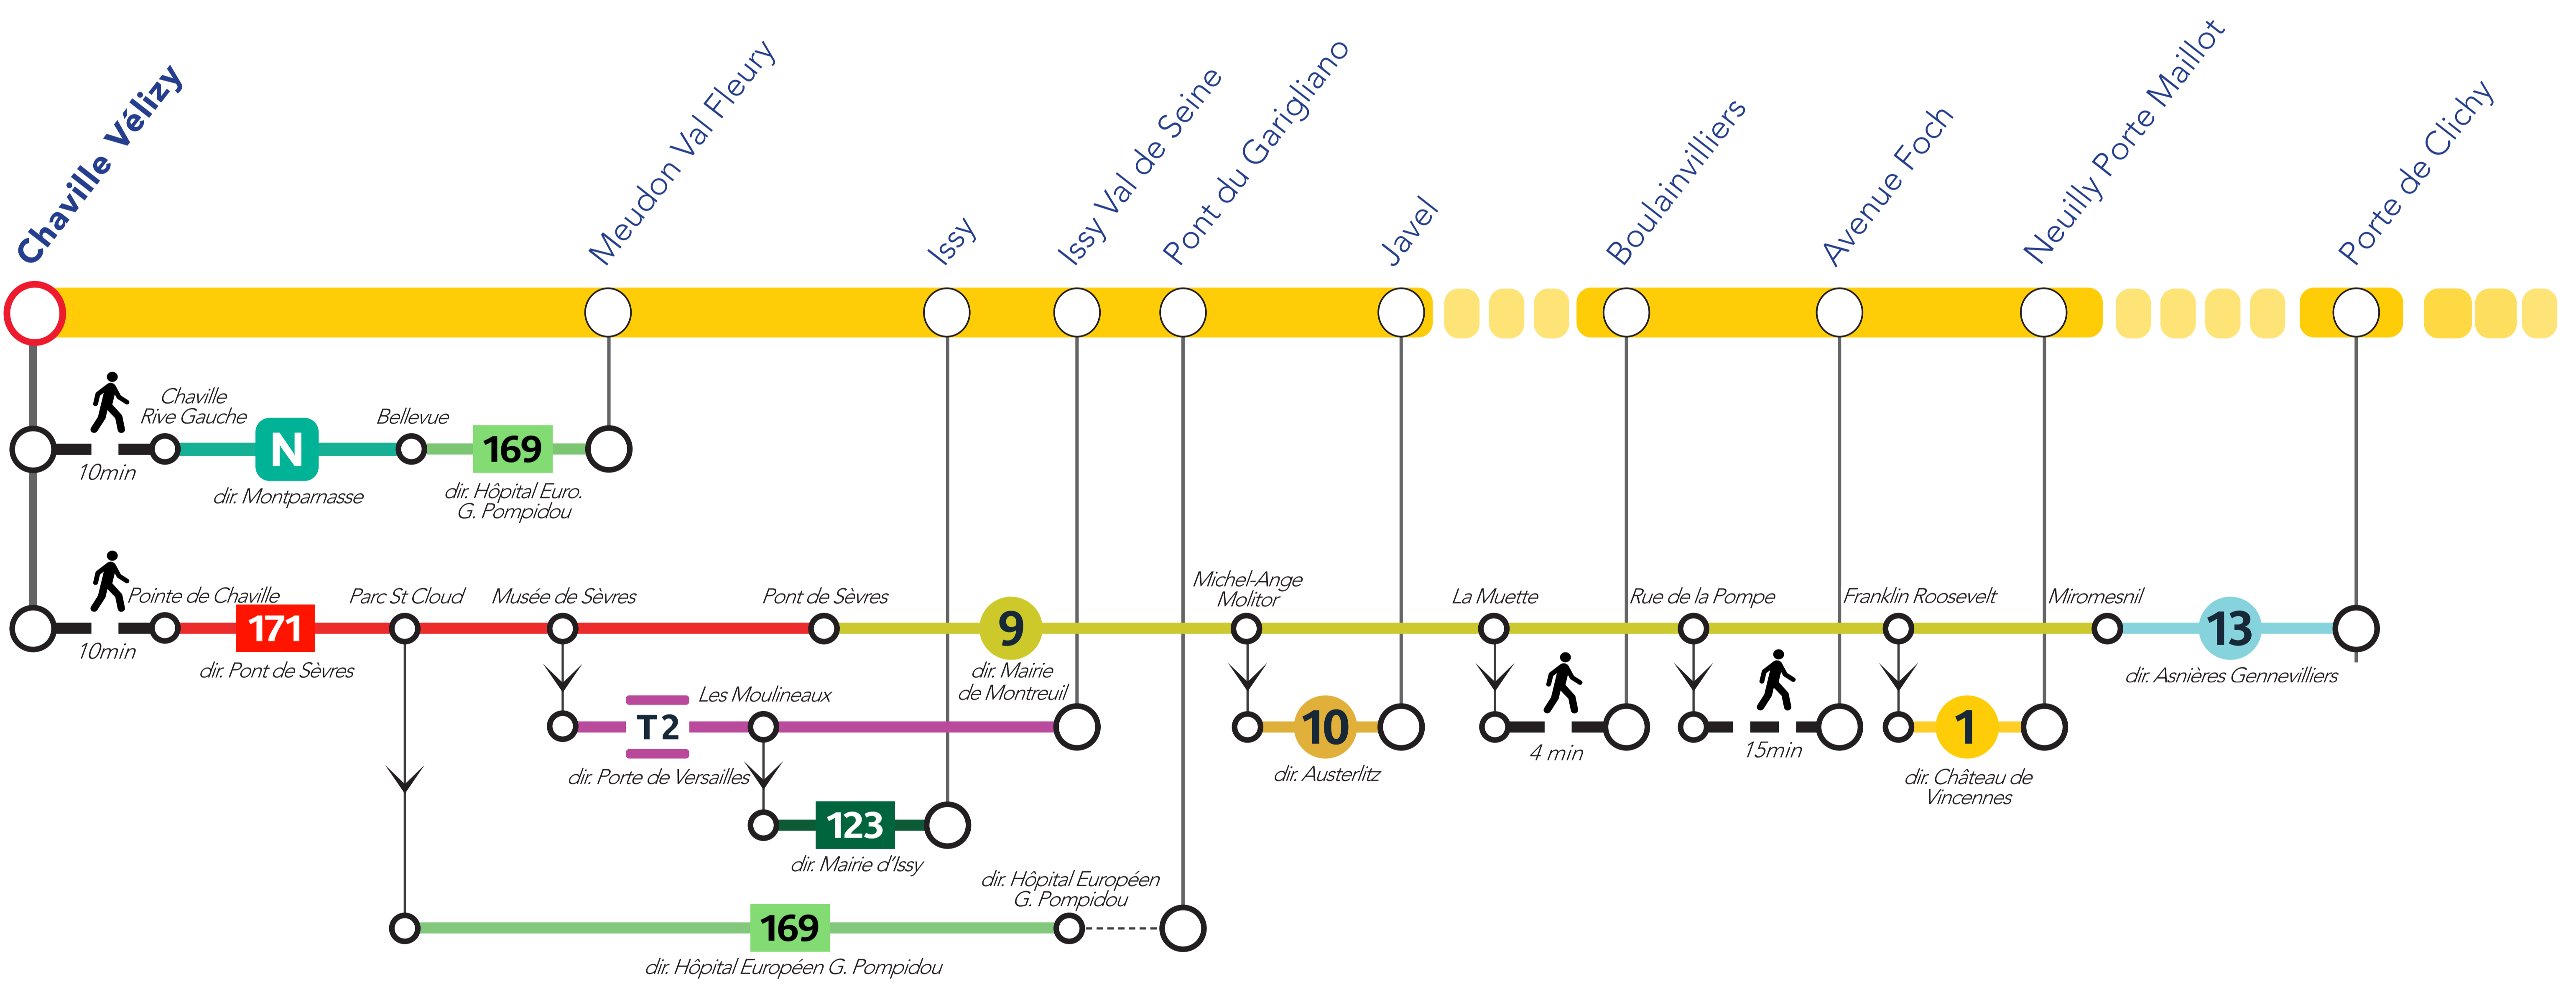 Chaville Vélizy
Meudon Val Fleury
Issy
Issy Val de Seine
Pont du Garigliano
Javel
Boulainvilliers
Avenue Foch
Neuilly Porte Maillot
Porte de Clichy
Chaville
Rive Gauche
Bellevue
N
169
10min
dir. Montparnasse
dir. Hôpital Euro.
G. Pompidou
Pointe de Chaville
Parc St Cloud
Musée de Sèvres
Pont de Sèvres
Michel-Ange
Molitor
La Muette
Rue de la Pompe
Franklin Roosevelt
Miromesnil
171
9
13
10min
dir. Pont de Sèvres
dir. Mairie
de Montreuil
dir. Asnières Gennevilliers
Les Moulineaux
T2
10
4 min
15min
1
dir. Porte de Versailles
dir. Austerlitz
dir. Château de
Vincennes
123
dir. Mairie d'Issy
dir. Hôpital Européen
G. Pompidou
169
dir. Hôpital Européen G. Pompidou